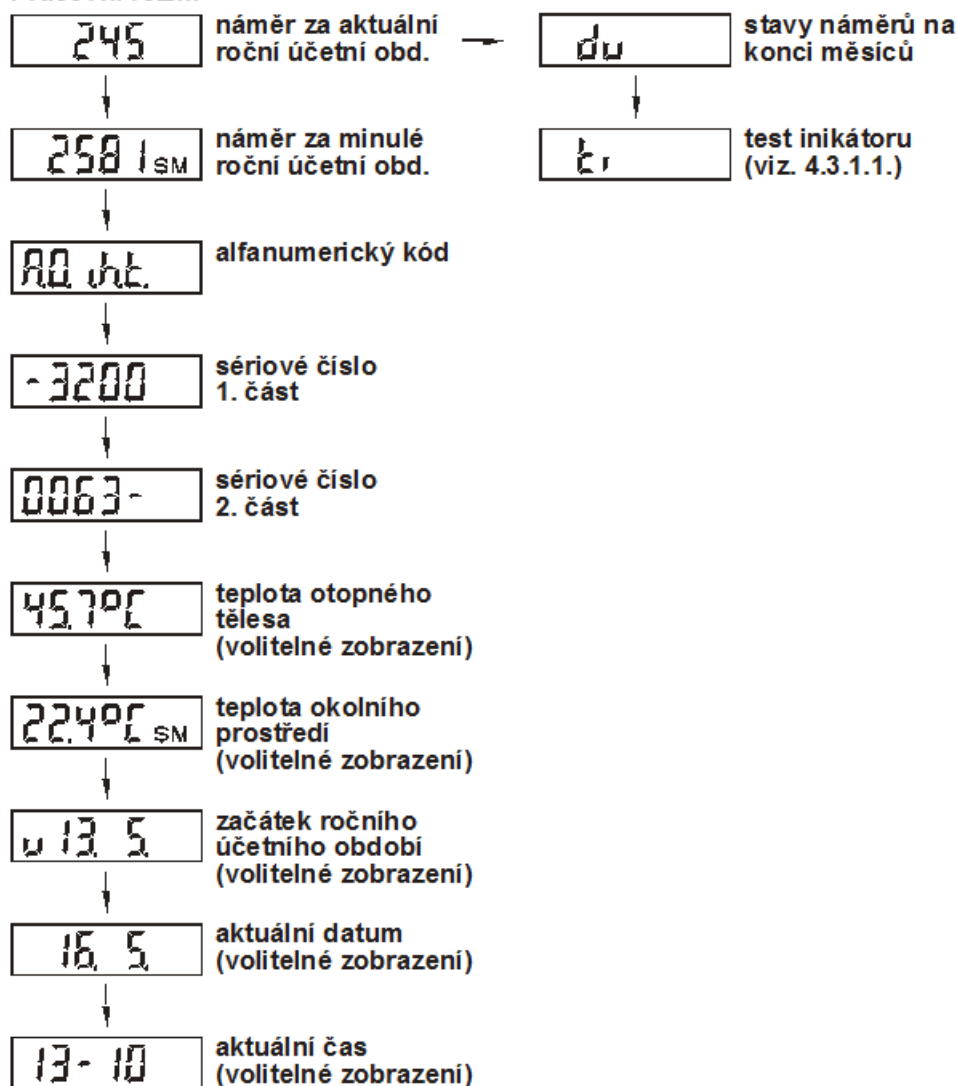 245
náměr za aktuální
roční účetní obd.
du
stavy náměrů na
konci měsíců
2581 SM
náměr za minulé
roční účetní obd.
tr
test inikátoru
(viz. 4.3.1.1.)
alfanumerický kód
-3200
sériové číslo
1. část
0063-
sériové číslo
2. část
45.7°C
teplota otopného
tělesa
(volitelné zobrazení)
22.4°C SM
teplota okolního
prostředí
(volitelné zobrazení)
u 13. 5.
začátek ročního
účetního období
(volitelné zobrazení)
16. 5.
aktuální datum
(volitelné zobrazení)
13-10
aktuální čas
(volitelné zobrazení)